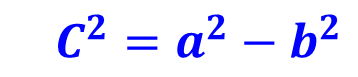 C² = a² − b²